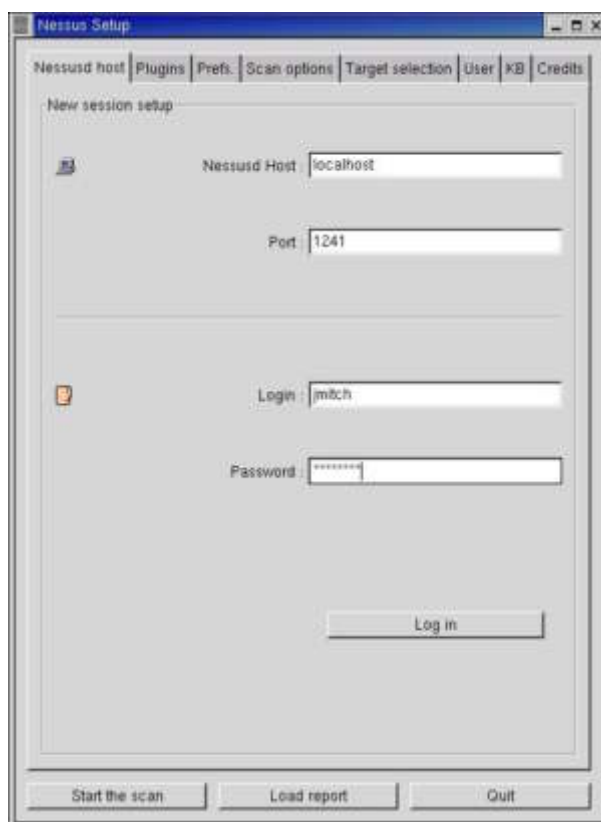 Nessus Setup
Nessusd host Plugins Prefs. Scan options Target selection User KB Credits
New session setup
Nessusd Host : localhost
Port : 1241
Login : jmitch
Password : ********
Log in
Start the scan Load report Quit